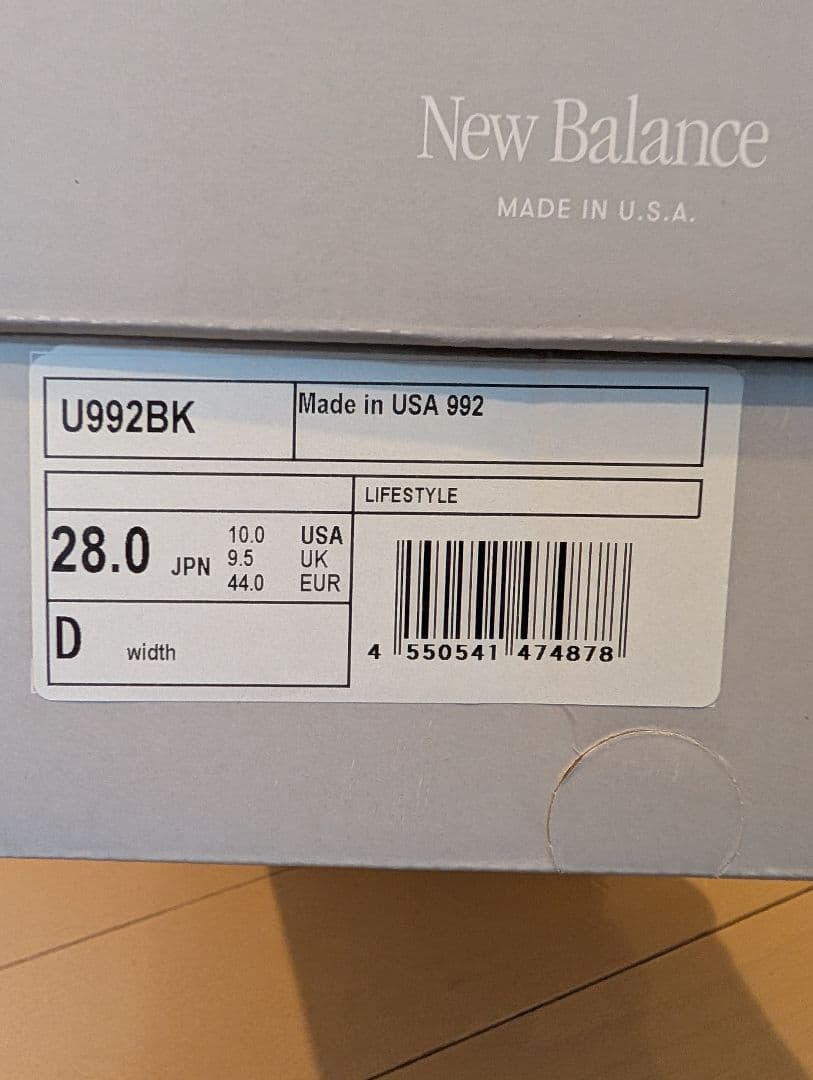 New Balance
MADE IN U.S.A.
U992BK
Made in USA 992
LIFESTYLE
28.0 JPN
10.0 USA
9.5 UK
44.0 EUR
D width
4 550541 474878